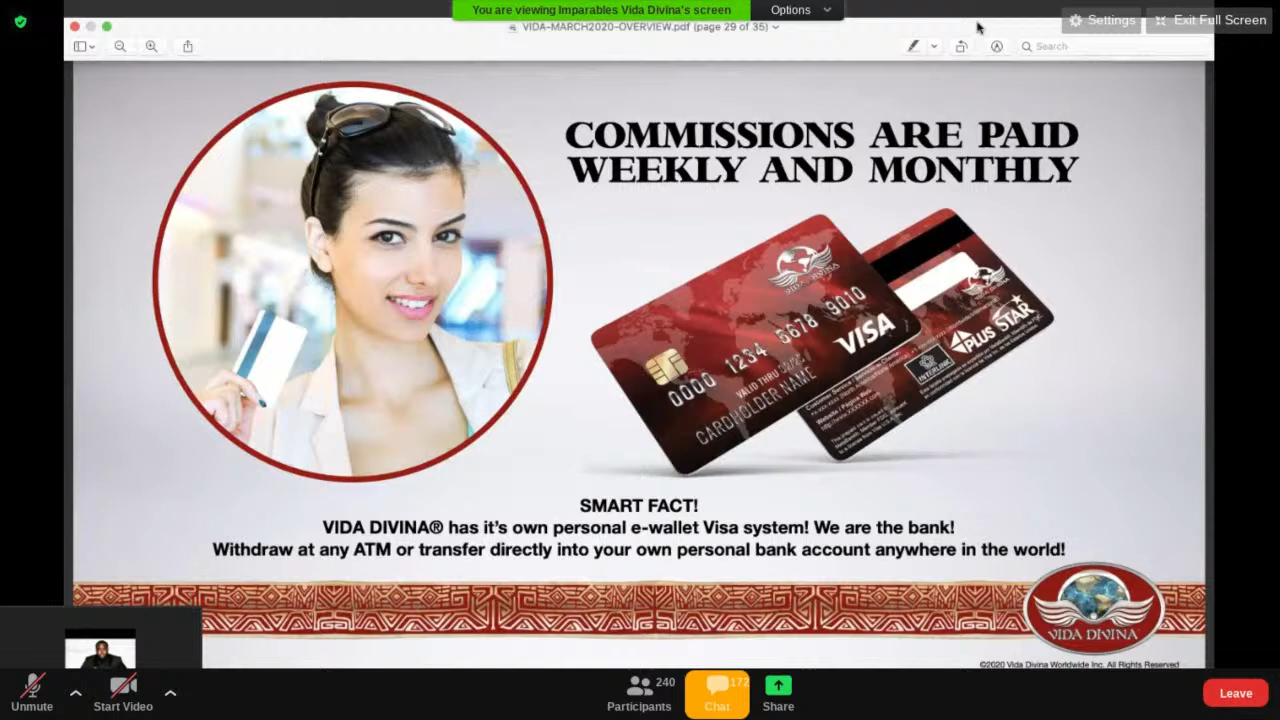 You are viewing Imparables Vida Divina's screen
Options
Settings
Exit Full Screen
VIDA-MARCH2020-OVERVIEW.pdf (page 29 of 35)
Search
COMMISSIONS ARE PAID
WEEKLY AND MONTHLY
VIDA DIVINA
0000 1234 5678 9010
VISA
VALID THRU
CARDHOLDER NAME
INTERLINK
PLUS STAR
SMART FACT!
VIDA DIVINA® has it's own personal e-wallet Visa system! We are the bank!
Withdraw at any ATM or transfer directly into your own personal bank account anywhere in the world!
VIDA DIVINA
©2020 Vida Divina Worldwide Inc. All Rights Reserved
Unmute
Start Video
Participants
240
Chat
172
Share
Leave